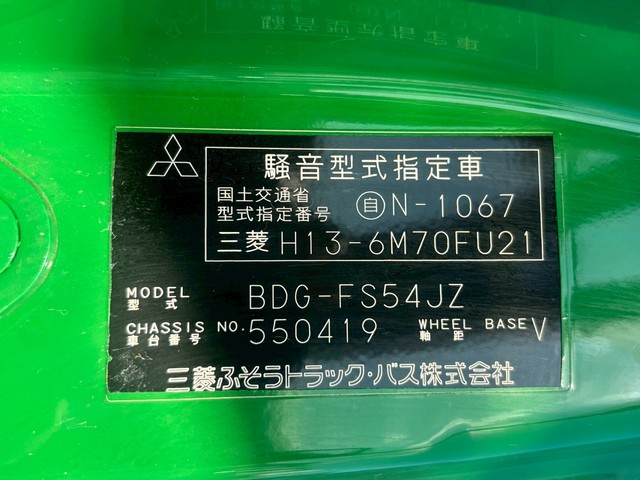 騒音型式指定車
国土交通省
型式指定番号 自 N-1067
三菱 H13-6M70FU21
MODEL
型式 BDG-FS54JZ
CHASSIS NO. 550419 WHEEL BASE V
車台番号 軸距
三菱ふそうトラック・バス株式会社